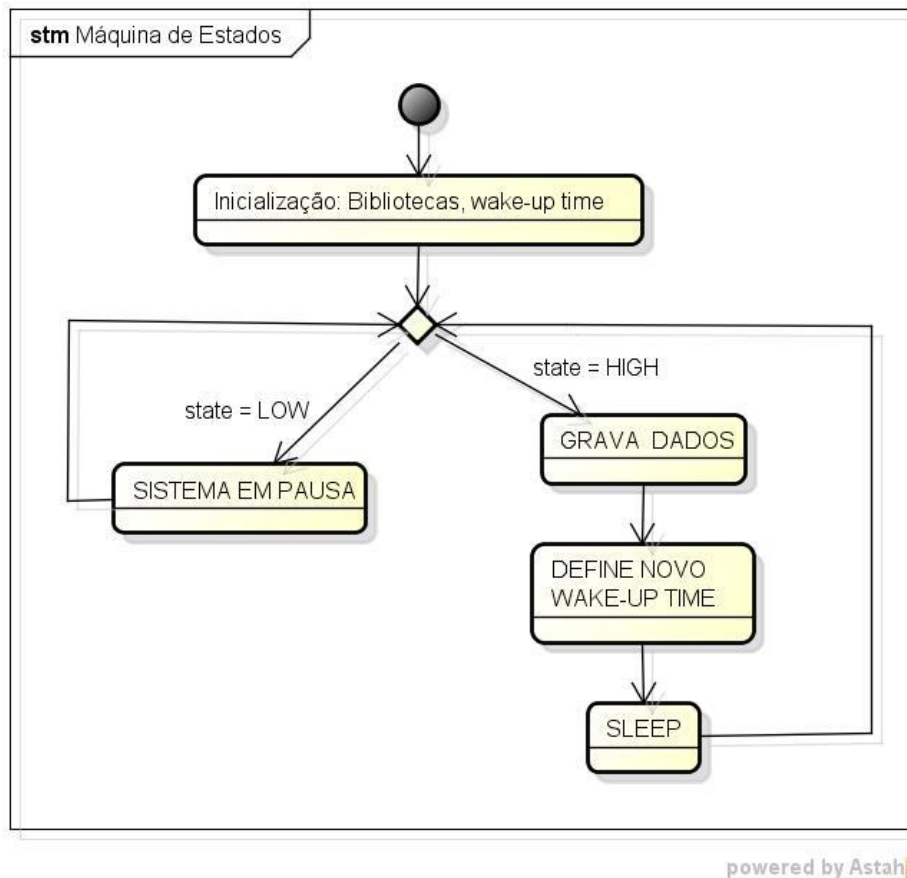 stm Máquina de Estados
Inicialização: Bibliotecas, wake-up time
state = HIGH
state = LOW
GRAVA DADOS
SISTEMA EM PAUSA
DEFINE NOVO
WAKE-UP TIME
SLEEP
powered by Astah